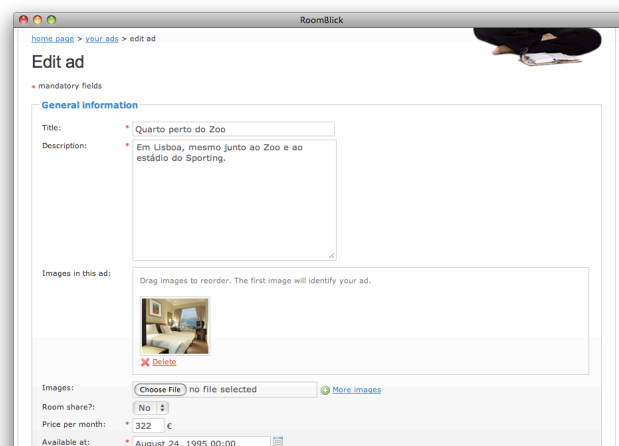 RoomBlick
home page > your ads > edit ad
Edit ad
* mandatory fields
General information
Title: * Quarto perto do Zoo
Description: * Em Lisboa, mesmo junto ao Zoo e ao
estádio do Sporting.
Images in this ad:
Drag images to reorder. The first image will identify your ad.
Delete
Images: Choose File no file selected More images
Room share?: No
Price per month: * 322 €
Available at: * August 24, 1995 00:00